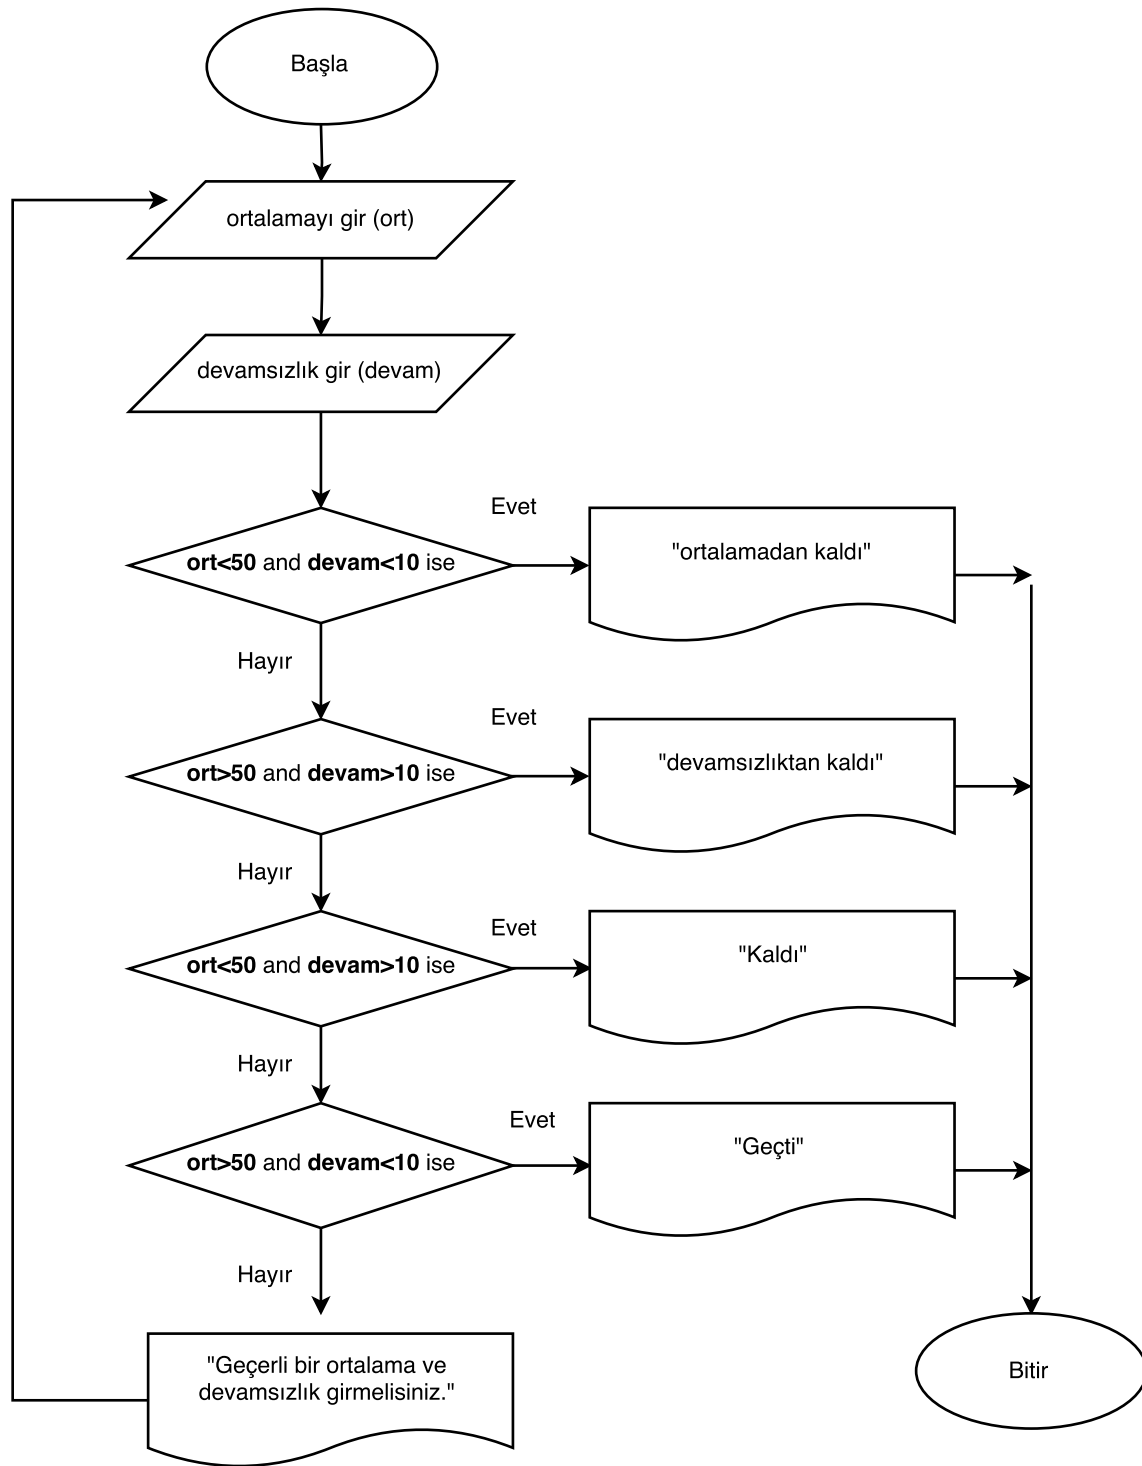 Başla
ortalamayı gir (ort)
devamsızlık gir (devam)
Evet
ort<50 and devam<10 ise
"ortalamadan kaldı"
Hayır
Evet
ort>50 and devam>10 ise
"devamsızlıktan kaldı"
Hayır
Evet
ort<50 and devam>10 ise
"Kaldı"
Hayır
Evet
ort>50 and devam<10 ise
"Geçti"
Hayır
"Geçerli bir ortalama ve
devamsızlık girmelisiniz."
Bitir